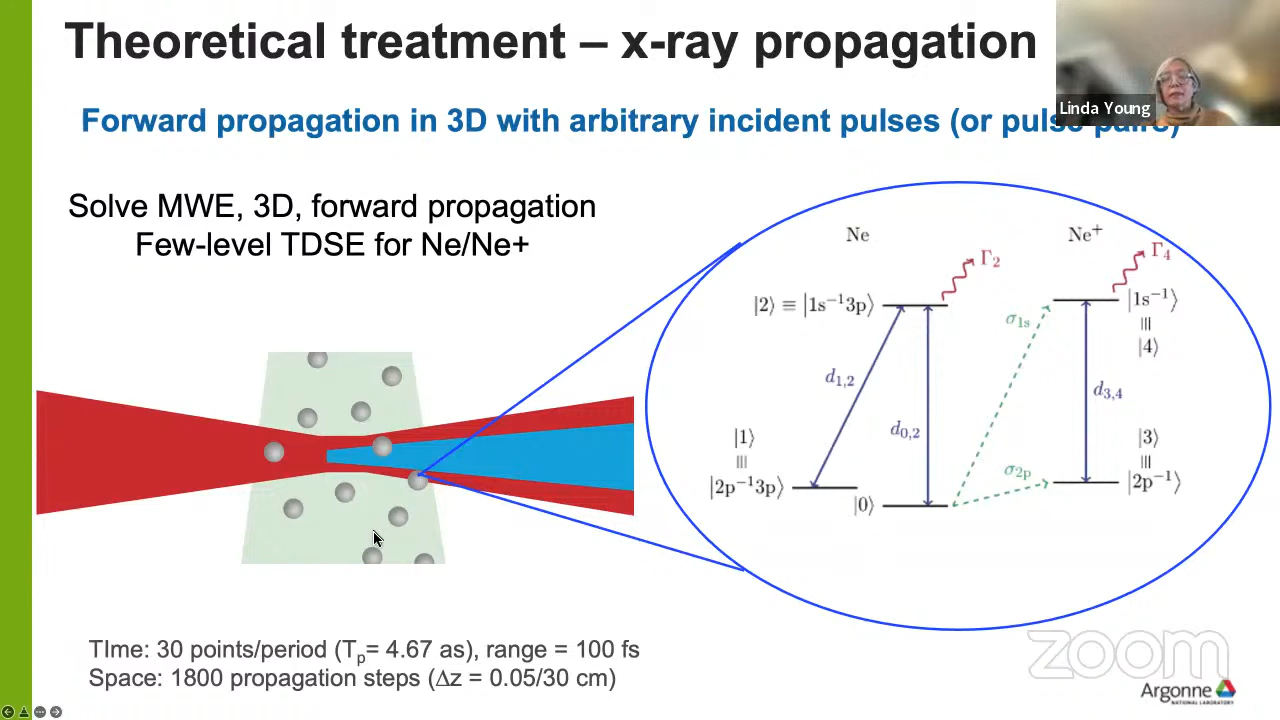 Theoretical treatment – x-ray propagation
Linda Young
Forward propagation in 3D with arbitrary incident pulses (or pulse pairs)
Solve MWE, 3D, forward propagation
Few-level TDSE for Ne/Ne+
Ne
Ne⁺
Γ₂
Γ₄
|2⟩ ≡ |1s⁻¹3p⟩
|1s⁻¹⟩
≡
|4⟩
σ₁ₛ
d₁,₂
d₀,₂
d₃,₄
|1⟩
≡
|2p⁻¹3p⟩
|0⟩
σ₂ₚ
|3⟩
≡
|2p⁻¹⟩
TIme: 30 points/period (Tₚ= 4.67 as), range = 100 fs
Space: 1800 propagation steps (Δz = 0.05/30 cm)
zoom
Argonne
NATIONAL LABORATORY